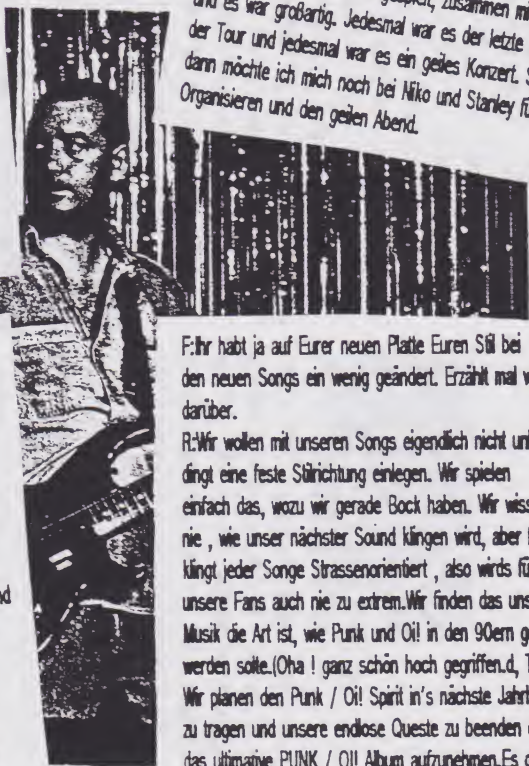 und es war großartig. Jedesmal war es der letzte
der Tour und jedesmal war es ein geiles Konzert.
dann möchte ich mich noch bei Niko und Stanley
Organisieren und den geilen Abend.
F:Ihr habt ja auf Eurer neuen Platte Euren Stil bei
den neuen Songs ein wenig geändert. Erzählt mal
darüber.
R:Wir wollen mit unseren Songs eigendlich nicht
dingt eine feste Stilrichtung einlegen. Wir spielen
einfach das, wozu wir gerade Bock haben. Wir
nie , wie unser nächster Sound klingen wird, aber
klingt jeder Songe Strassenorientiert , also wirds
unsere Fans auch nie zu extrem.Wir finden das
Musik die Art ist, wie Punk und Oi! in den 90ern
werden solte.(Oha ! ganz schön hoch gegriffen.d,
Wir planen den Punk / Oi! Spirit in's nächste
zu tragen und unsere endlose Queste zu beenden
das ultimative PUNK / OI! Album aufzunehmen.Es